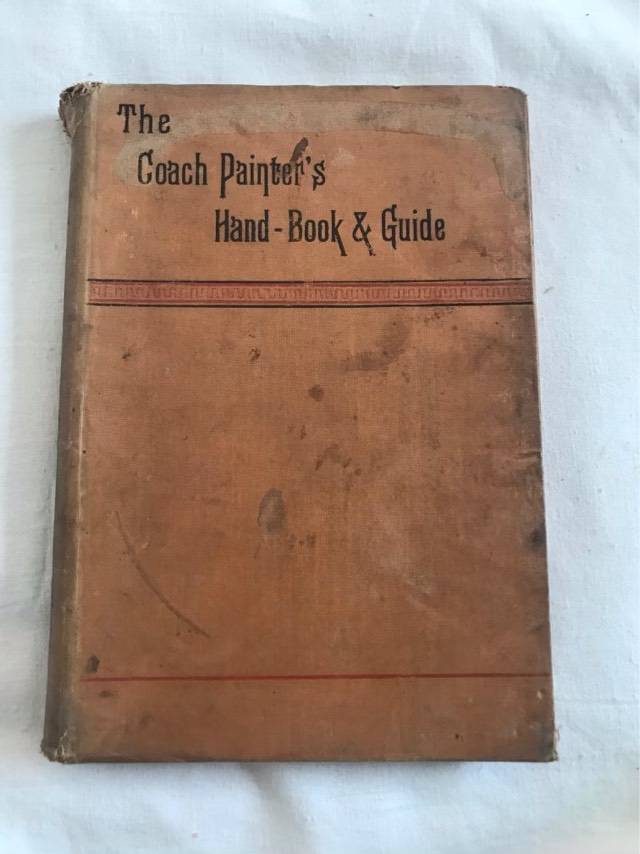 The
Coach Painter's
Hand-Book & Guide